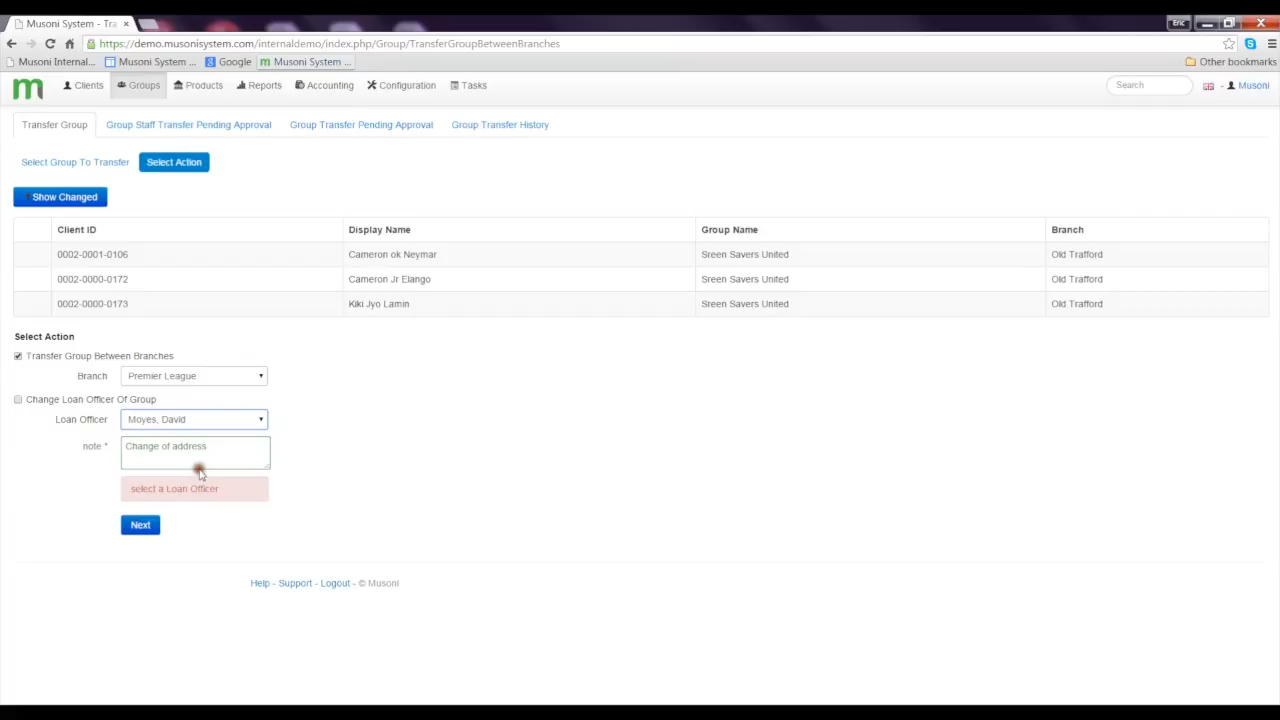 Musoni System - Tra
Eric
https://demo.musonisystem.com/internaldemo/index.php/Group/TransferGroupBetweenBranches
Musoni Internal... Musoni System ... Google Musoni System ... Other bookmarks
m Clients Groups Products Reports Accounting Configuration Tasks Search - Musoni
Transfer Group Group Staff Transfer Pending Approval Group Transfer Pending Approval Group Transfer History
Select Group To Transfer Select Action
Show Changed
Client ID Display Name Group Name Branch
0002-0001-0106 Cameron ok Neymar Sreen Savers United Old Trafford
0002-0000-0172 Cameron Jr Elango Sreen Savers United Old Trafford
0002-0000-0173 Kiki Jyo Lamin Sreen Savers United Old Trafford
Select Action
Transfer Group Between Branches
Branch Premier League
Change Loan Officer Of Group
Loan Officer Moyes, David
note * Change of address
select a Loan Officer
Next
Help - Support - Logout - © Musoni